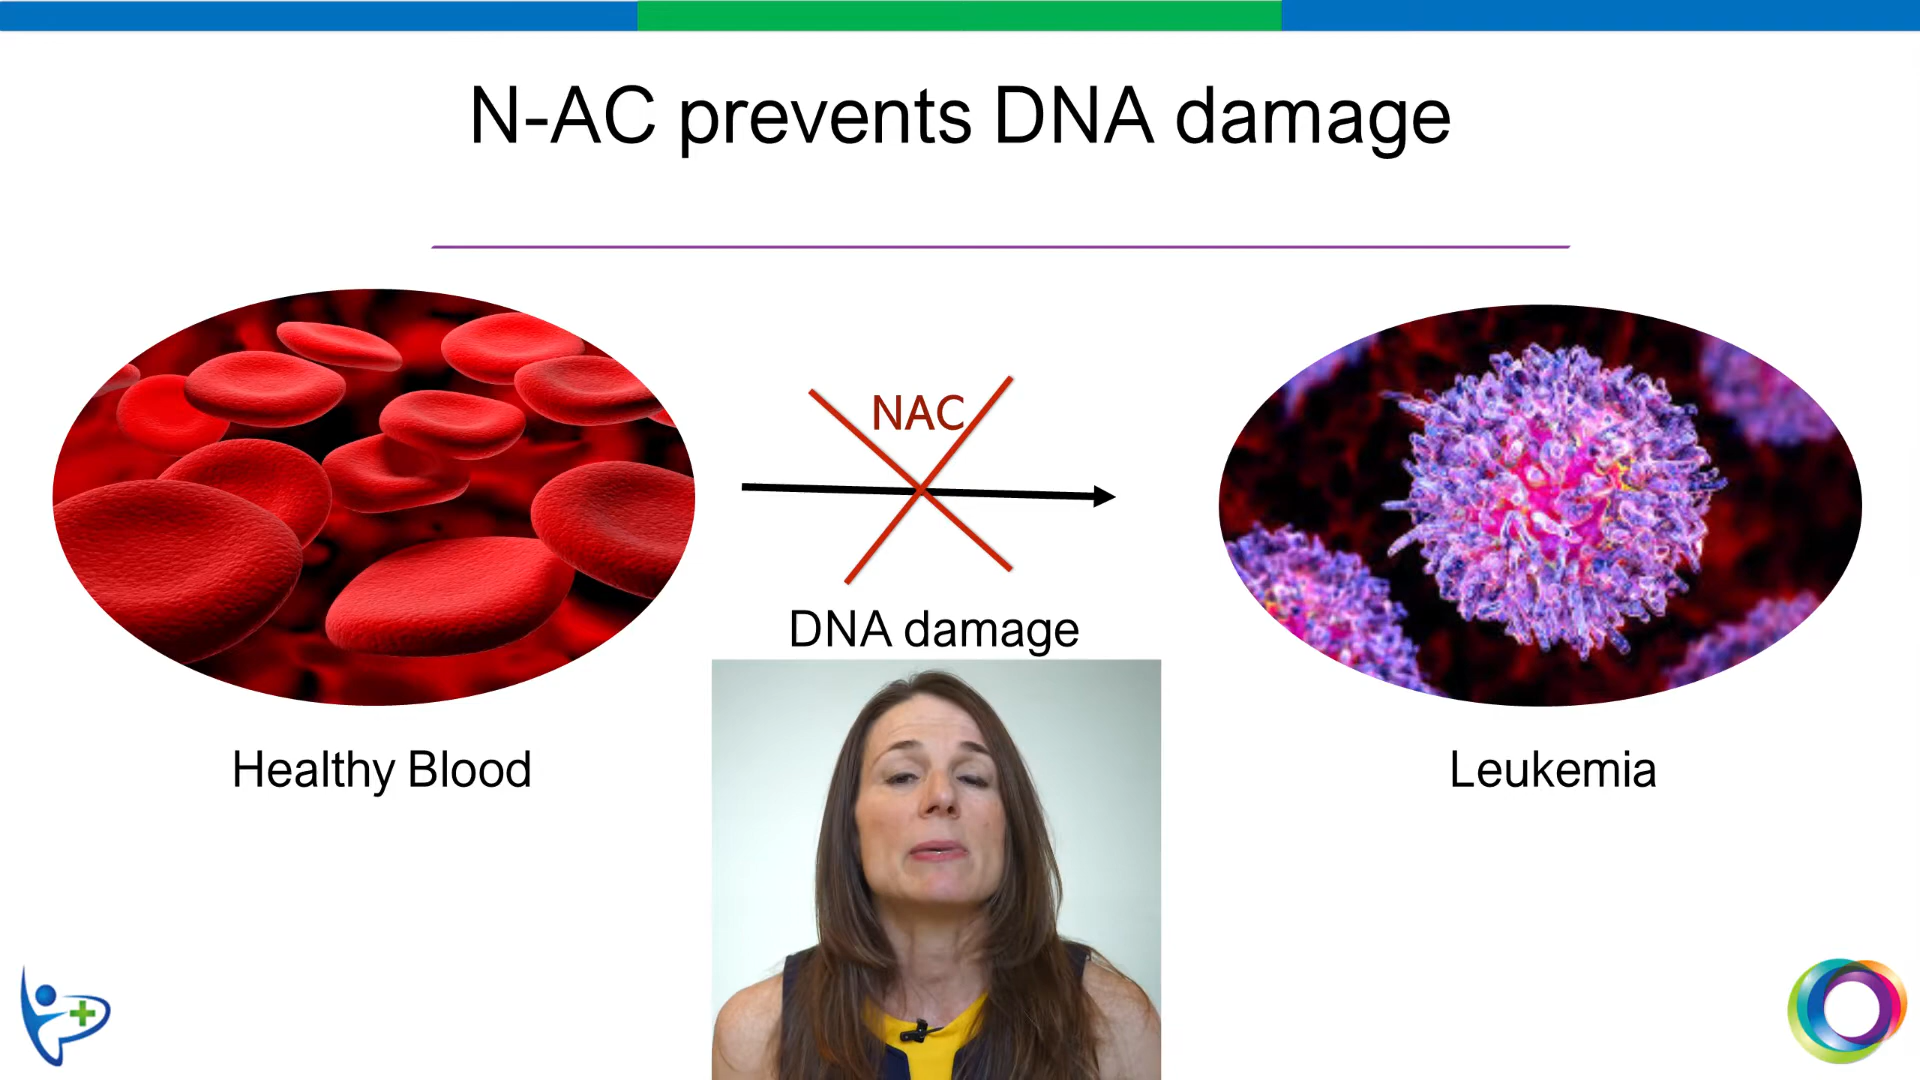 N-AC prevents DNA damage
NAC
DNA damage
Healthy Blood
Leukemia